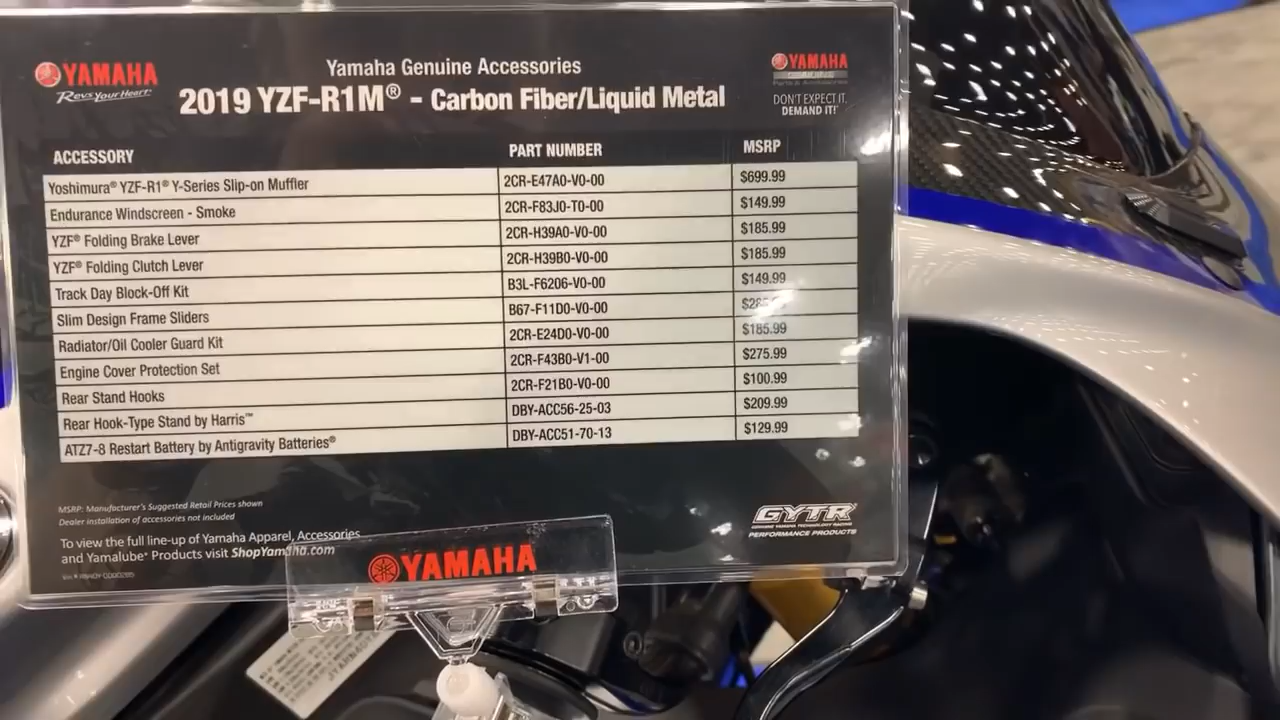 YAMAHA
Revs Your Heart
Yamaha Genuine Accessories
2019 YZF-R1M® - Carbon Fiber/Liquid Metal
YAMAHA
GENUINE
Parts & Accessories
DON'T EXPECT IT.
DEMAND IT!
ACCESSORY PART NUMBER MSRP
Yoshimura® YZF-R1® Y-Series Slip-on Muffler 2CR-E47A0-V0-00 $699.99
Endurance Windscreen - Smoke 2CR-F83J0-T0-00 $149.99
YZF® Folding Brake Lever 2CR-H39A0-V0-00 $185.99
YZF® Folding Clutch Lever 2CR-H39B0-V0-00 $185.99
Track Day Block-Off Kit B3L-F6206-V0-00 $149.99
Slim Design Frame Sliders B67-F11D0-V0-00
Radiator/Oil Cooler Guard Kit 2CR-E24D0-V0-00 $185.99
Engine Cover Protection Set 2CR-F43B0-V1-00 $275.99
Rear Stand Hooks 2CR-F21B0-V0-00 $100.99
Rear Hook-Type Stand by Harris™ DBY-ACC56-25-03 $209.99
ATZ7-8 Restart Battery by Antigravity Batteries® DBY-ACC51-70-13 $129.99
MSRP: Manufacturer's Suggested Retail Prices shown
Dealer installation of accessories not included
To view the full line-up of Yamaha Apparel, Accessories
and Yamalube® Products visit ShopYamaha.com
GYTR
GENUINE YAMAHA TECHNOLOGY RACING
PERFORMANCE PRODUCTS
YAMAHA